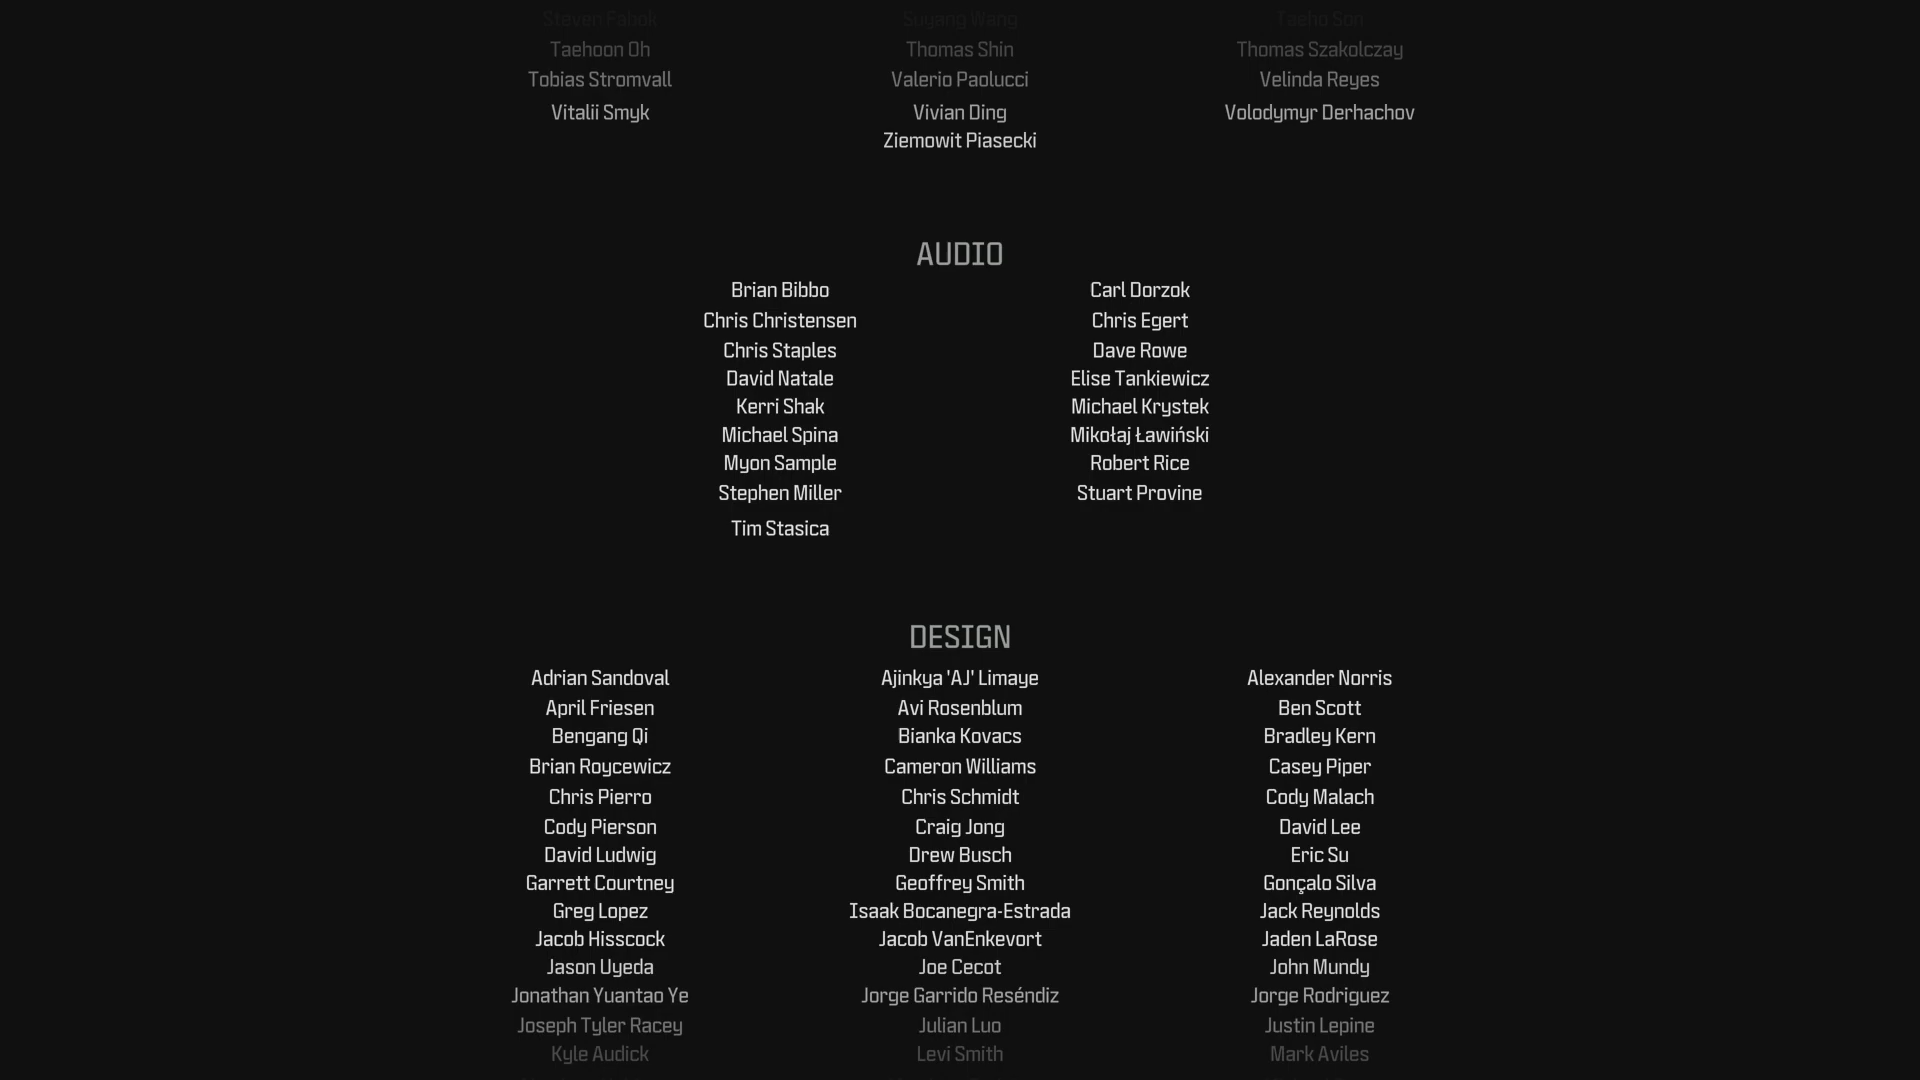 Steven Fabok Suyang Wang Taeho Son
Taehoon Oh Thomas Shin Thomas Szakolczay
Tobias Stromvall Valerio Paolucci Velinda Reyes
Vitalii Smyk Vivian Ding Volodymyr Derhachov
Ziemowit Piasecki
AUDIO
Brian Bibbo Carl Dorzok
Chris Christensen Chris Egert
Chris Staples Dave Rowe
David Natale Elise Tankiewicz
Kerri Shak Michael Krystek
Michael Spina Mikołaj Ławiński
Myon Sample Robert Rice
Stephen Miller Stuart Provine
Tim Stasica
DESIGN
Adrian Sandoval Ajinkya 'AJ' Limaye Alexander Norris
April Friesen Avi Rosenblum Ben Scott
Bengang Qi Bianka Kovacs Bradley Kern
Brian Roycewicz Cameron Williams Casey Piper
Chris Pierro Chris Schmidt Cody Malach
Cody Pierson Craig Jong David Lee
David Ludwig Drew Busch Eric Su
Garrett Courtney Geoffrey Smith Gonçalo Silva
Greg Lopez Isaak Bocanegra-Estrada Jack Reynolds
Jacob Hisscock Jacob VanEnkevort Jaden LaRose
Jason Uyeda Joe Cecot John Mundy
Jonathan Yuantao Ye Jorge Garrido Reséndiz Jorge Rodriguez
Joseph Tyler Racey Julian Luo Justin Lepine
Kyle Audick Levi Smith Mark Aviles